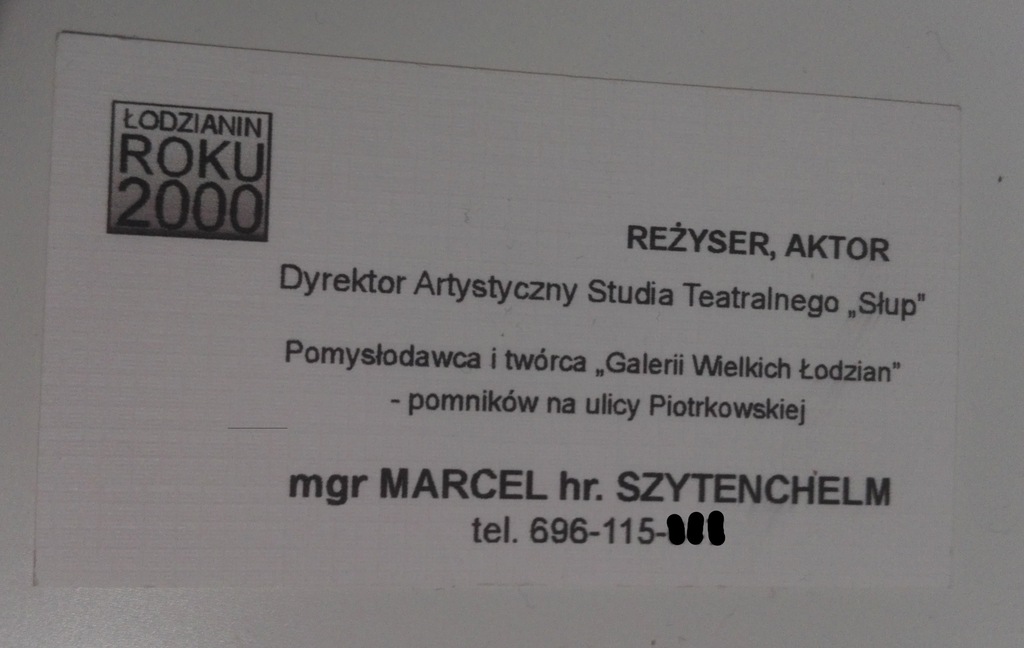 ŁODZIANIN
ROKU
2000
REŻYSER, AKTOR
Dyrektor Artystyczny Studia Teatralnego „Słup”
Pomysłodawca i twórca „Galerii Wielkich Łodzian”
- pomników na ulicy Piotrkowskiej
mgr MARCEL hr. SZYTENCHELM
tel. 696-115-